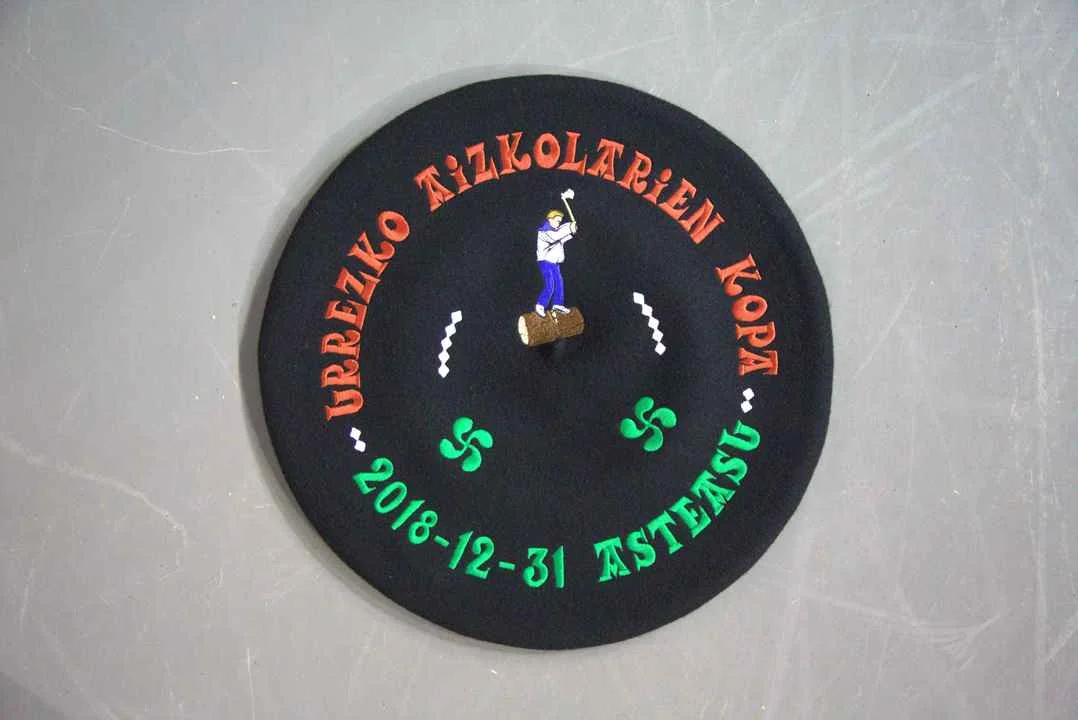 URREZKO AiZKOLARiEN KOPA
2018-12-31 ASTEASU